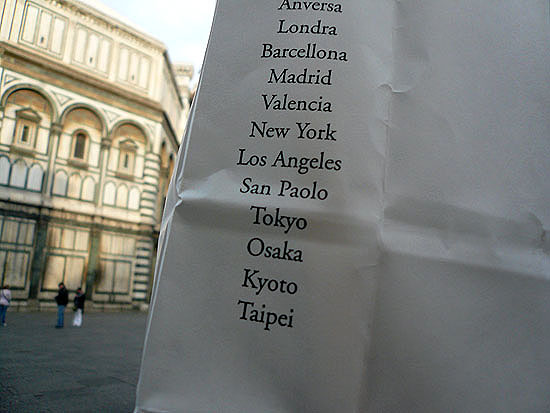 Anversa
Londra
Barcellona
Madrid
Valencia
New York
Los Angeles
San Paolo
Tokyo
Osaka
Kyoto
Taipei